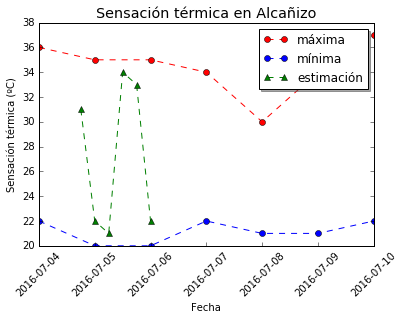 Sensación térmica en Alcañizo
38
36
34
32
30
28
26
24
22
20
Sensación térmica (ºC)
máxima
mínima
estimación
2016-07-04
2016-07-05
2016-07-06
2016-07-07
2016-07-08
2016-07-09
2016-07-10
Fecha